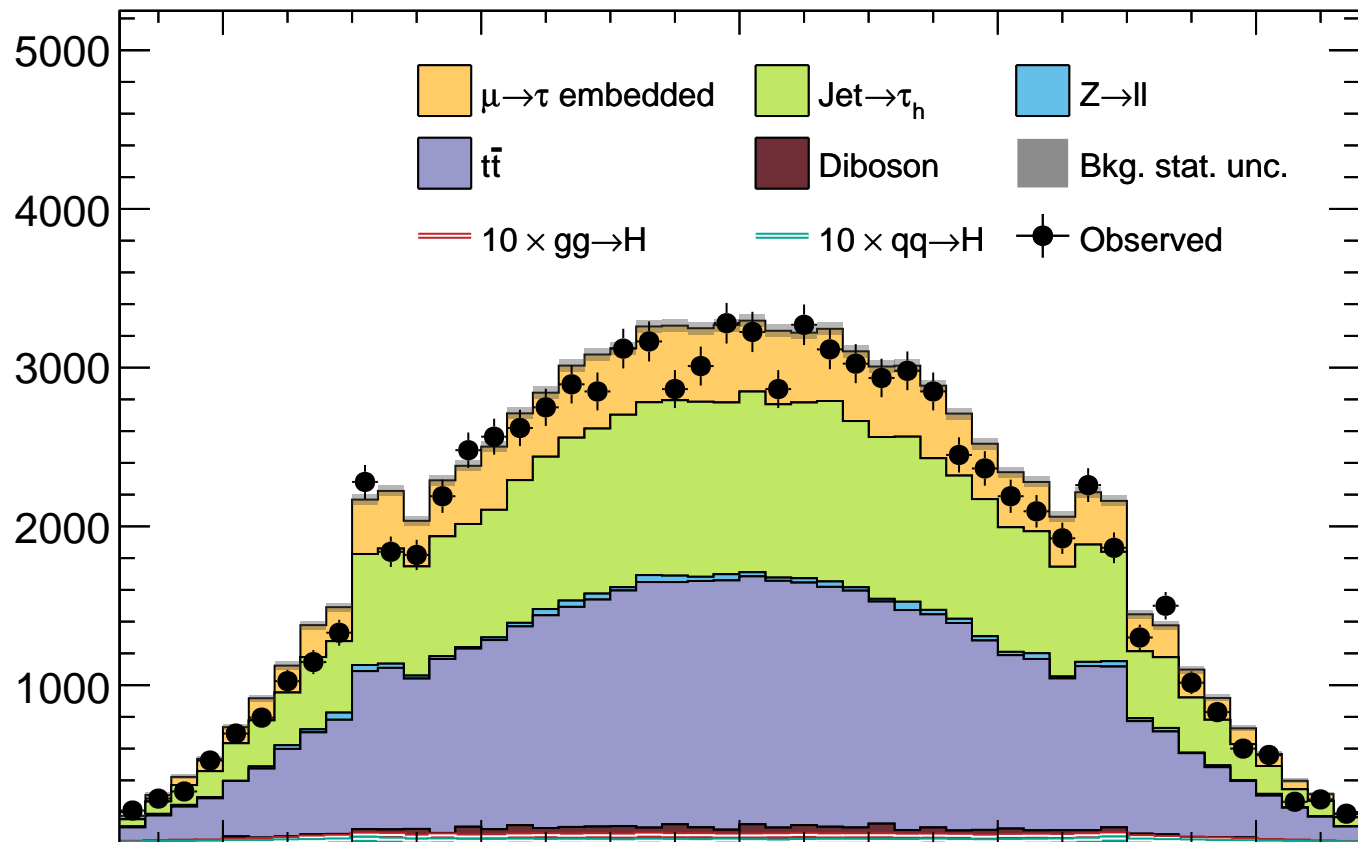 5000
μ→τ embedded Jet→τh Z→ll
tt̄ Diboson Bkg. stat. unc.
4000
10 × gg→H 10 × qq→H Observed
3000
2000
1000